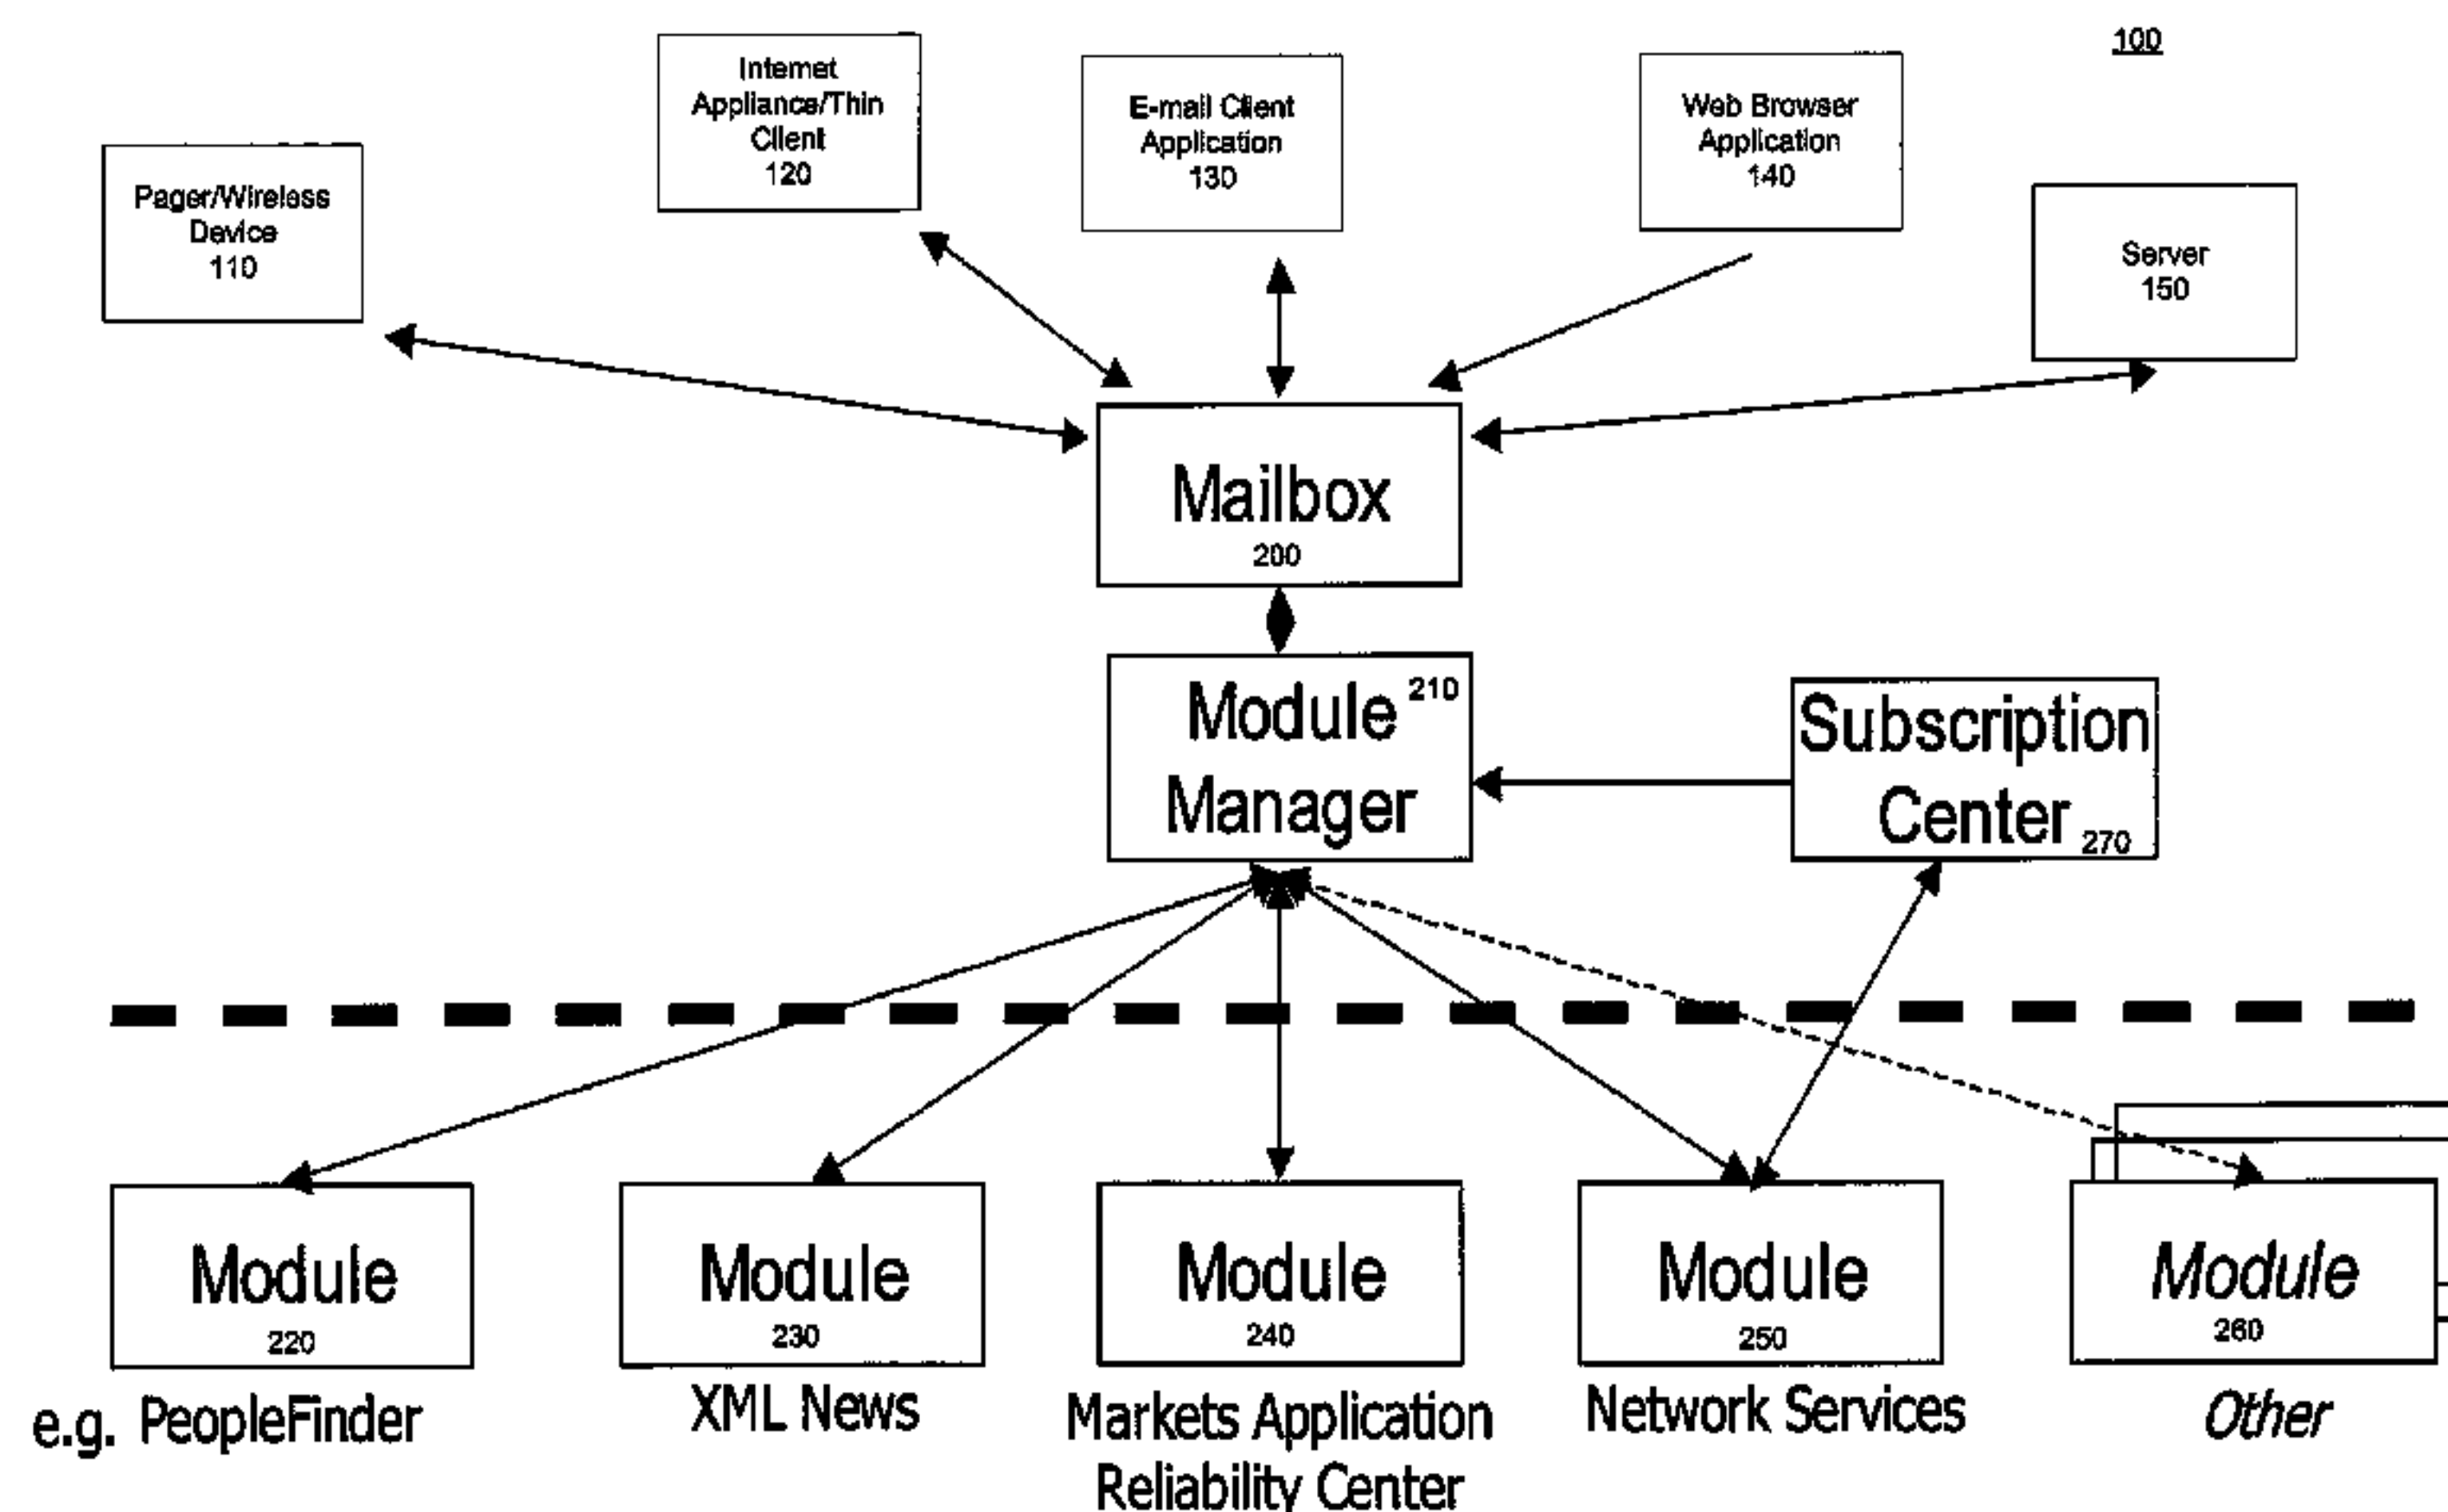 100
Internet
Appliance/Thin
Client
120
E-mail Client
Application
130
Web Browser
Application
140
Pager/Wireless
Device
110
Server
150
Mailbox
200
Module 210
Manager
Subscription
Center 270
Module
220
Module
230
Module
240
Module
250
Module
260
e.g. PeopleFinder
XML News
Markets Application
Reliability Center
Network Services
Other